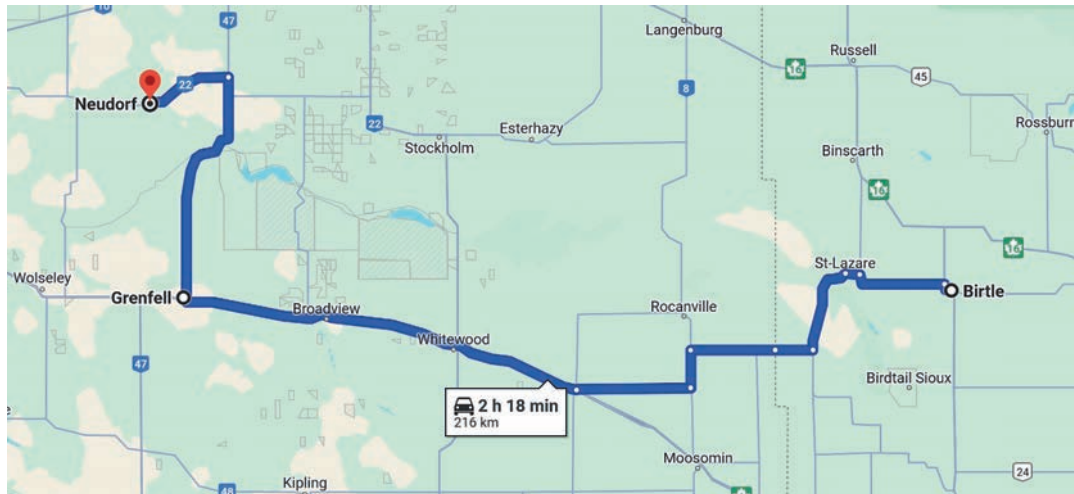 10
47
Langenburg
Russell
16
45
22
Neudorf
8
22
Esterhazy
Stockholm
Rossburn
Binscarth
16
16
St-Lazare
Wolseley
Grenfell
Birtle
Broadview
Rocanville
Whitewood
47
Birdtail Sioux
2 h 18 min
216 km
Moosomin
24
Kipling
48